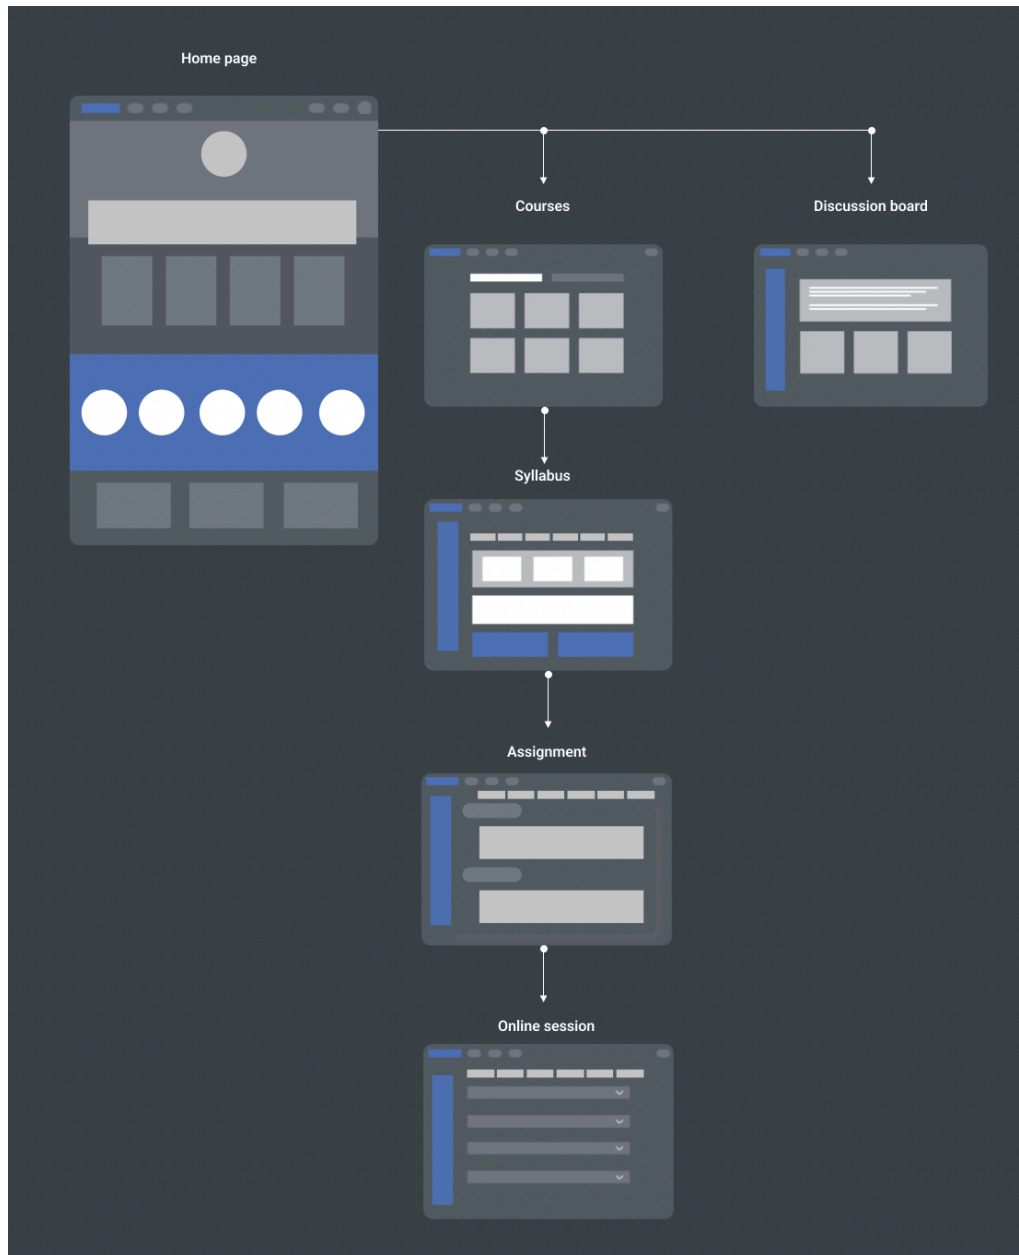 Home page
Courses
Discussion board
Syllabus
Assignment
Online session